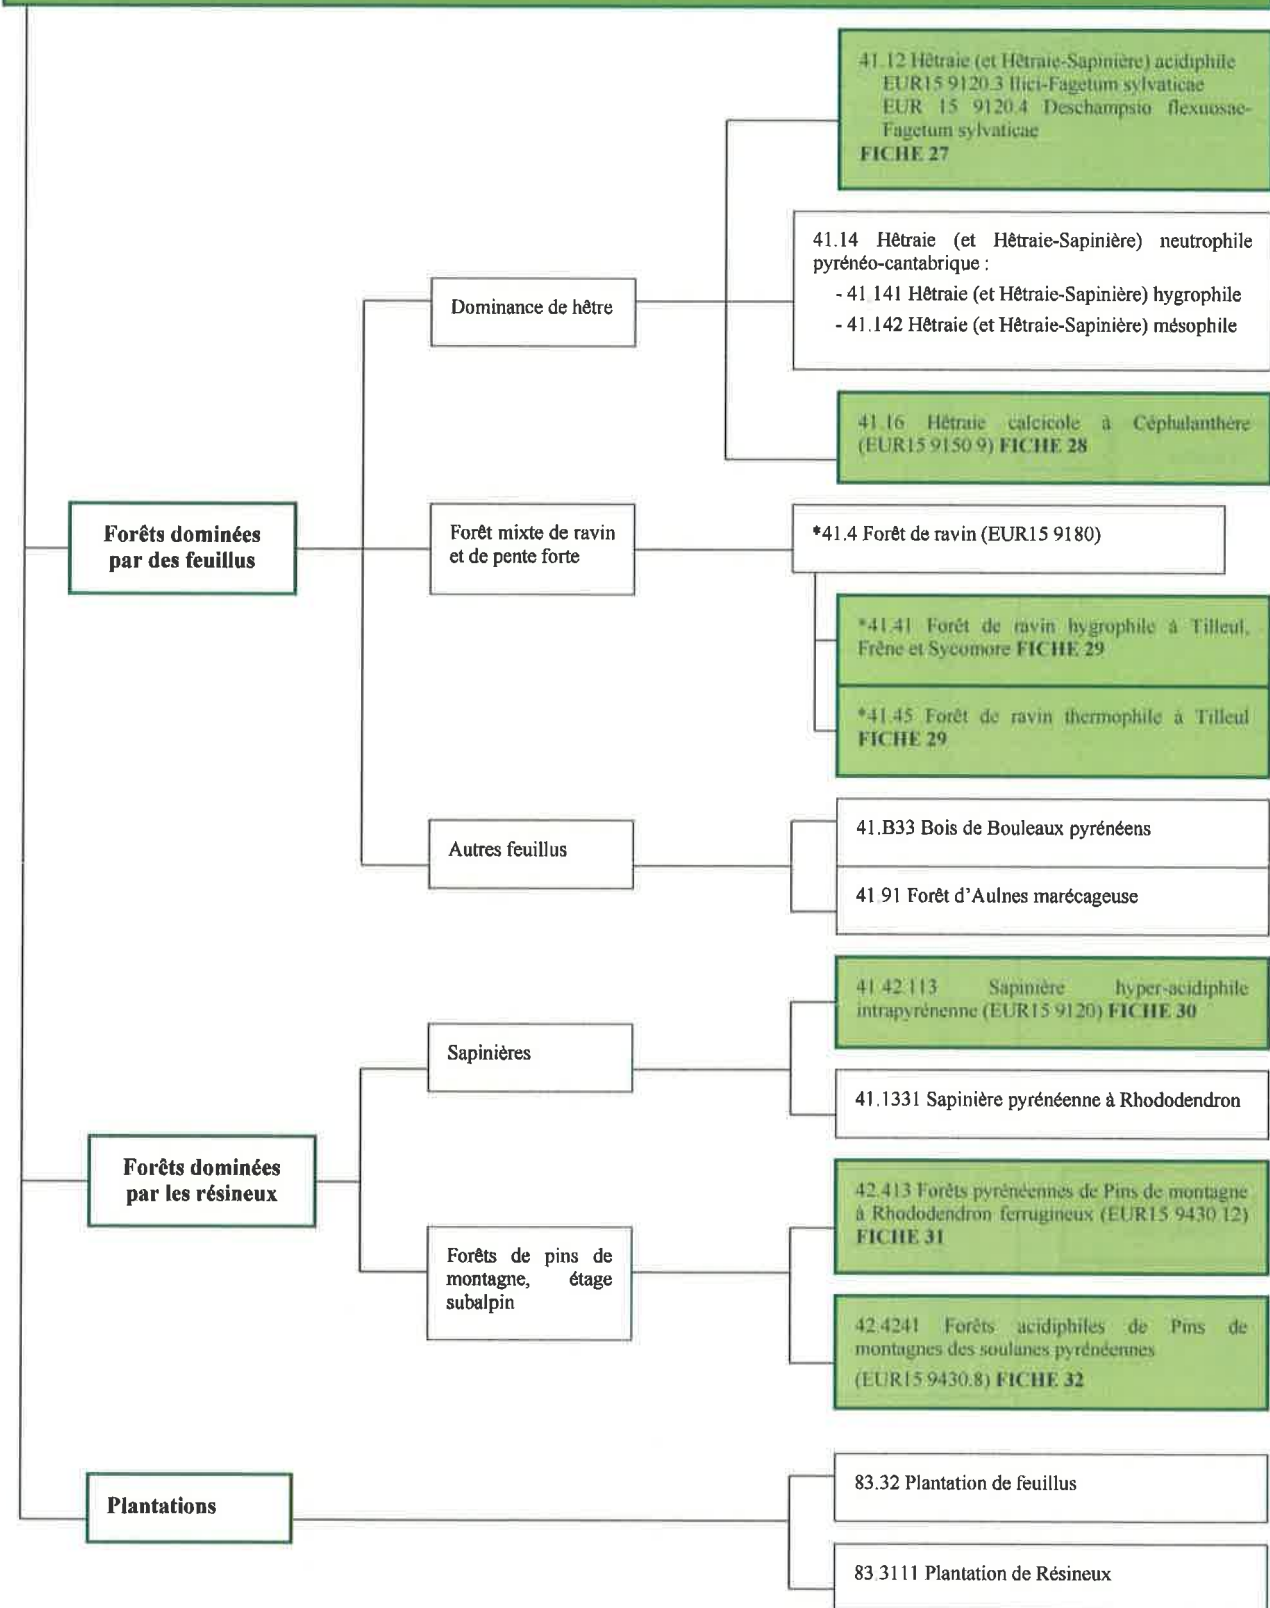 41.12 Hêtraie (et Hêtraie-Sapinière) acidiphile
EUR15 9120.3 Ilici-Fagetum sylvaticae
EUR 15 9120.4 Deschampsio flexuosae-
Fagetum sylvaticae
FICHE 27
41.14 Hêtraie (et Hêtraie-Sapinière) neutrophile
pyrénéo-cantabrique :
- 41.141 Hêtraie (et Hêtraie-Sapinière) hygrophile
- 41.142 Hêtraie (et Hêtraie-Sapinière) mésophile
Dominance de hêtre
41.16 Hêtraie calcicole à Céphalanthère
(EUR15 9150.9) FICHE 28
Forêts dominées
par des feuillus
Forêt mixte de ravin
et de pente forte
*41.4 Forêt de ravin (EUR15 9180)
*41.41 Forêt de ravin hygrophile à Tilleul,
Frêne et Sycomore FICHE 29
*41.45 Forêt de ravin thermophile à Tilleul
FICHE 29
Autres feuillus
41.B33 Bois de Bouleaux pyrénéens
41.91 Forêt d'Aulnes marécageuse
41.42.113 Sapinière hyper-acidiphile
intrapyrénenne (EUR15 9120) FICHE 30
Sapinières
41.1331 Sapinière pyrénéenne à Rhododendron
Forêts dominées
par les résineux
42.413 Forêts pyrénéennes de Pins de montagne
à Rhododendron ferrugineux (EUR15 9430.12)
FICHE 31
Forêts de pins de
montagne, étage
subalpin
42.4241 Forêts acidiphiles de Pins de
montagnes des soulanes pyrénéennes
(EUR15 9430.8) FICHE 32
Plantations
83.32 Plantation de feuillus
83.3111 Plantation de Résineux